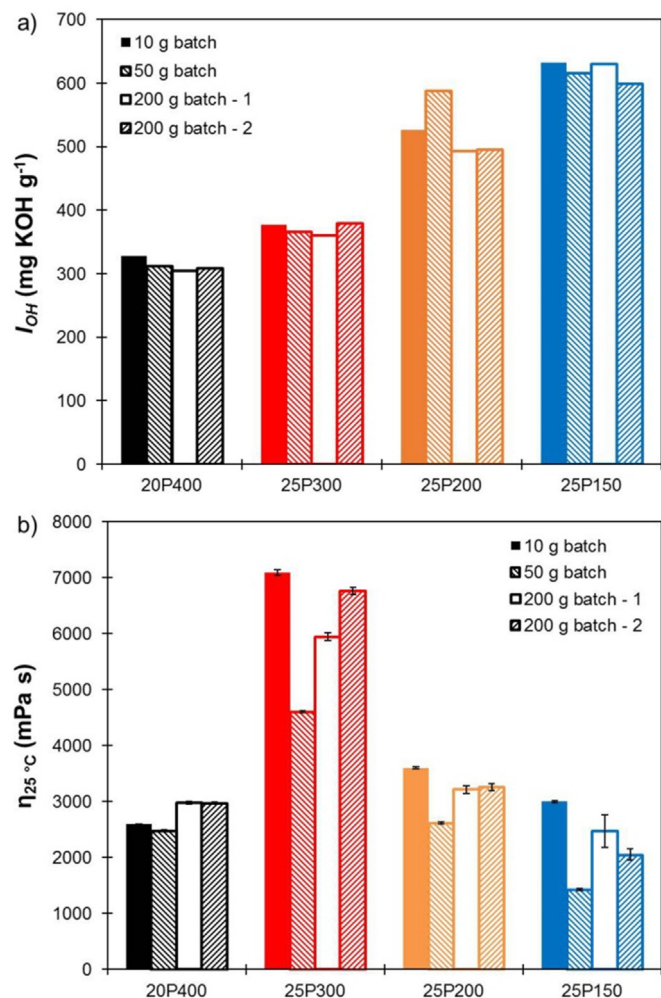 a)
I_OH (mg KOH g⁻¹)
700
600
500
400
300
200
100
0
10 g batch
50 g batch
200 g batch - 1
200 g batch - 2
20P400 25P300 25P200 25P150
b)
η25 °C (mPa s)
8000
7000
6000
5000
4000
3000
2000
1000
0
10 g batch
50 g batch
200 g batch - 1
200 g batch - 2
20P400 25P300 25P200 25P150